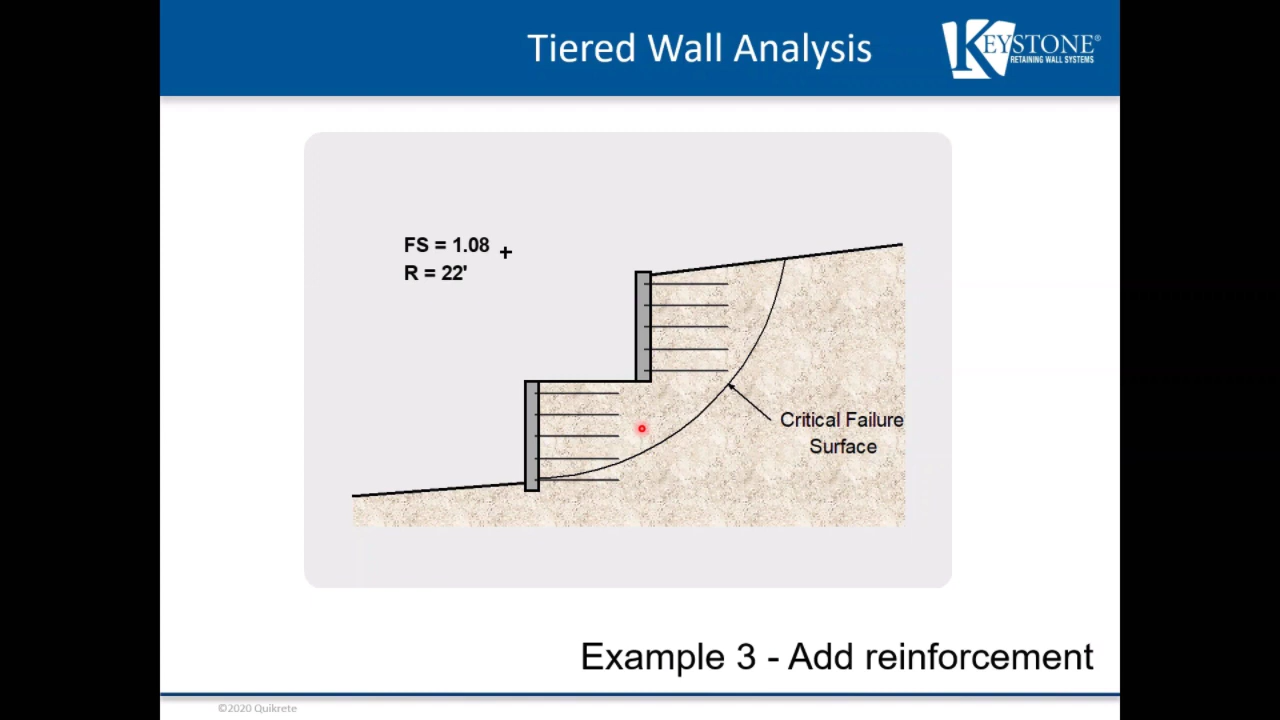 Tiered Wall Analysis
KEYSTONE®
RETAINING WALL SYSTEMS
FS = 1.08
R = 22'
Critical Failure
Surface
Example 3 - Add reinforcement
©2020 Quikrete